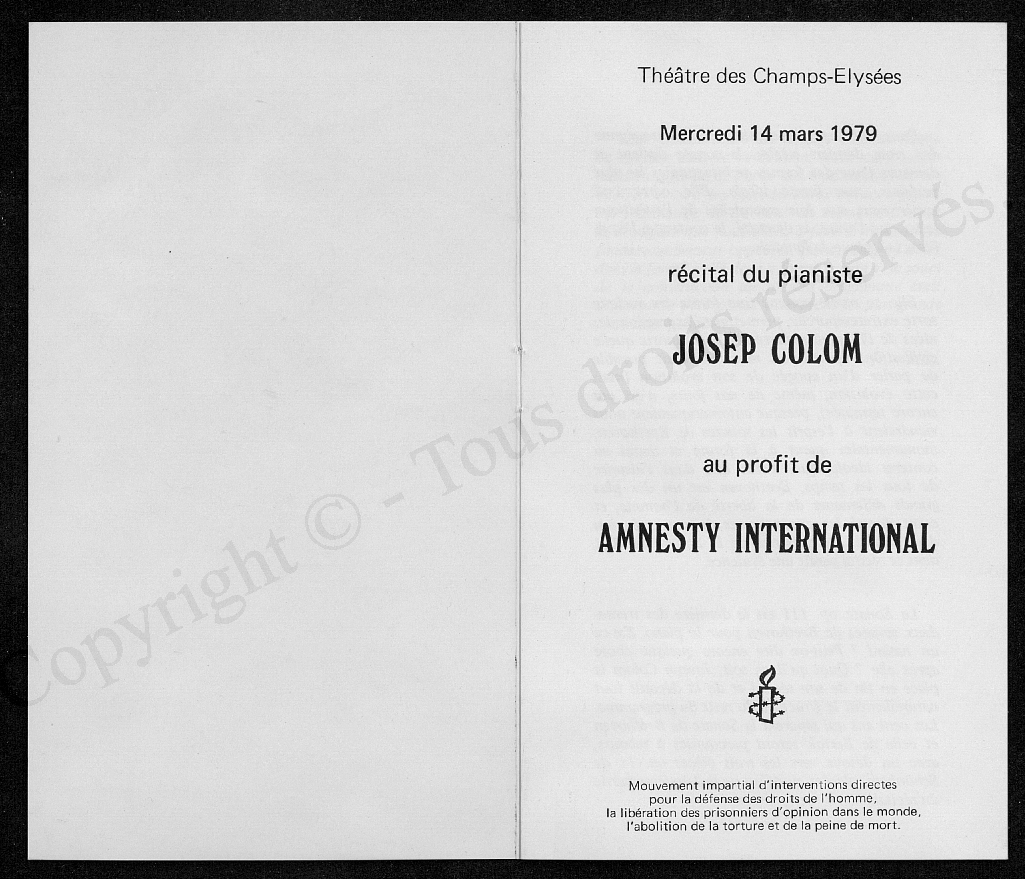 Théâtre des Champs-Elysées
Mercredi 14 mars 1979
récital du pianiste
JOSEP COLOM
au profit de
AMNESTY INTERNATIONAL
Mouvement impartial d'interventions directes
pour la défense des droits de l'homme,
la libération des prisonniers d'opinion dans le monde,
l'abolition de la torture et de la peine de mort.
Copyright © - Tous droits réservés.